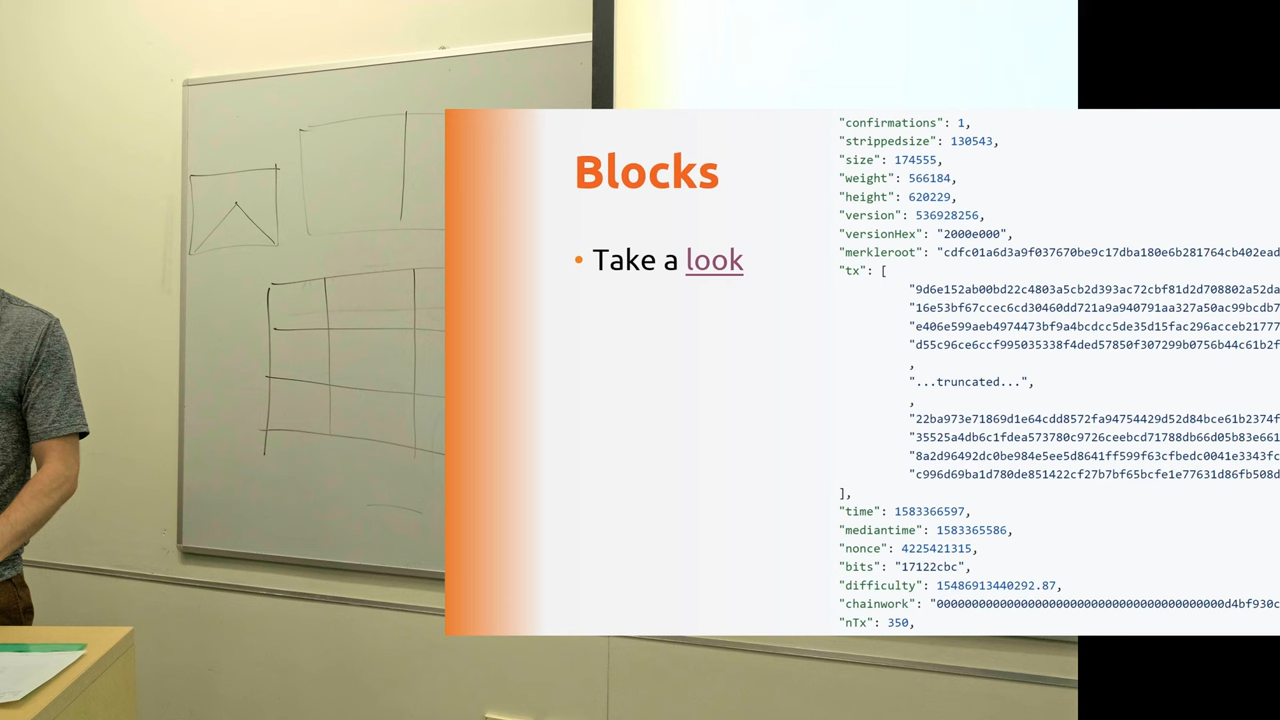 Blocks
• Take a look
"confirmations": 1,
"strippedsize": 130543,
"size": 174555,
"weight": 566184,
"height": 620229,
"version": 536928256,
"versionHex": "2000e000",
"merkleroot": "cdfc01a6d3a9f037670be9c17dba180e6b281764cb402ead
"tx": [
"9d6e152ab00bd22c4803a5cb2d393ac72cbf81d2d708802a52da
"16e53bf67ccec6cd30460dd721a9a940791aa327a50ac99bcdb7
"e406e599aeb4974473bf9a4bcdcc5de35d15fac296acceb21777
"d55c96ce6ccf995035338f4ded57850f307299b0756b44c61b2f
,
"...truncated...",
,
"22ba973e71869d1e64cdd8572fa94754429d52d84bce61b2374f
"35525a4db6c1fdea573780c9726ceebcd71788db66d05b83e661
"8a2d96492dc0be984e5ee5d8641ff599f63cfbedc0041e3343fc
"c996d69ba1d780de851422cf27b7bf65bcfe1e77631d86fb508d
],
"time": 1583366597,
"mediantime": 1583365586,
"nonce": 4225421315,
"bits": "17122cbc",
"difficulty": 15486913440292.87,
"chainwork": "00000000000000000000000000000000000000000d4bf930c
"nTx": 350,